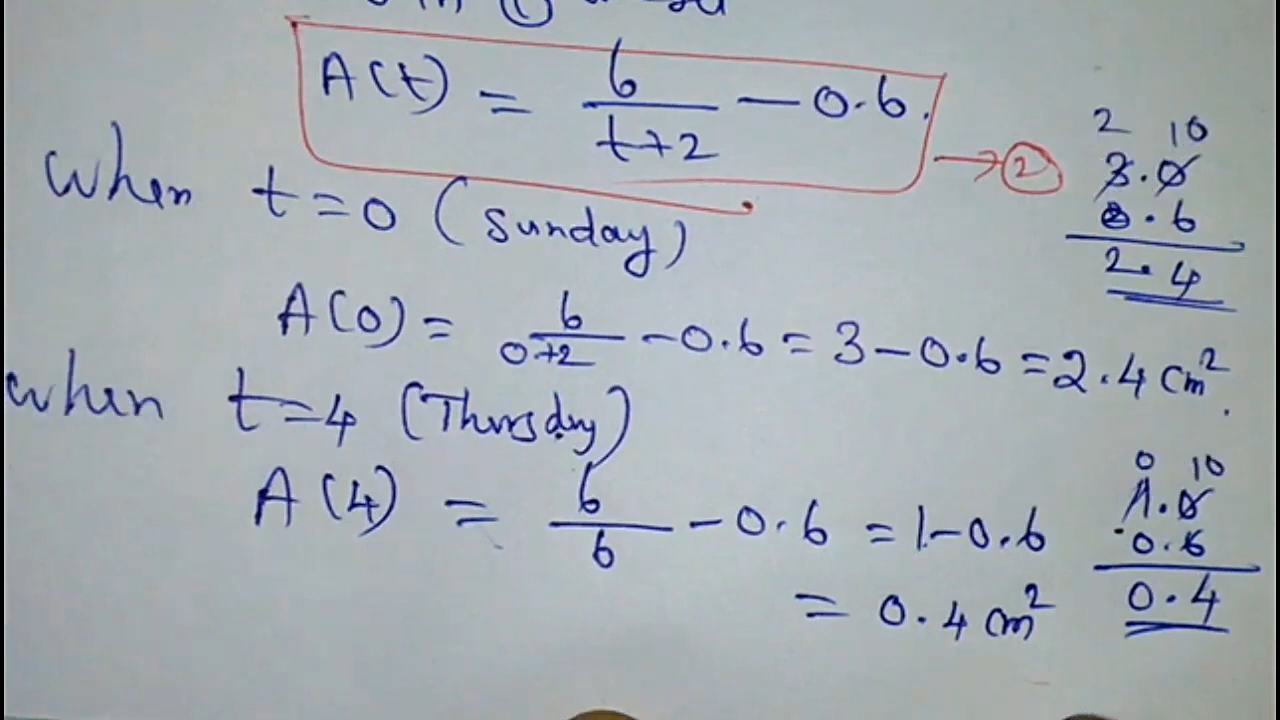 A(t) = 6/(t+2) - 0.6. → ②
when t=0 (Sunday)
A(0) = 6/(0+2) - 0.6 = 3 - 0.6 = 2.4 cm².
when t=4 (Thursday)
A(4) = 6/6 - 0.6 = 1-0.6
= 0.4 cm²
2 10
3.0
0.6
2.4
0 10
1.0
0.6
0.4